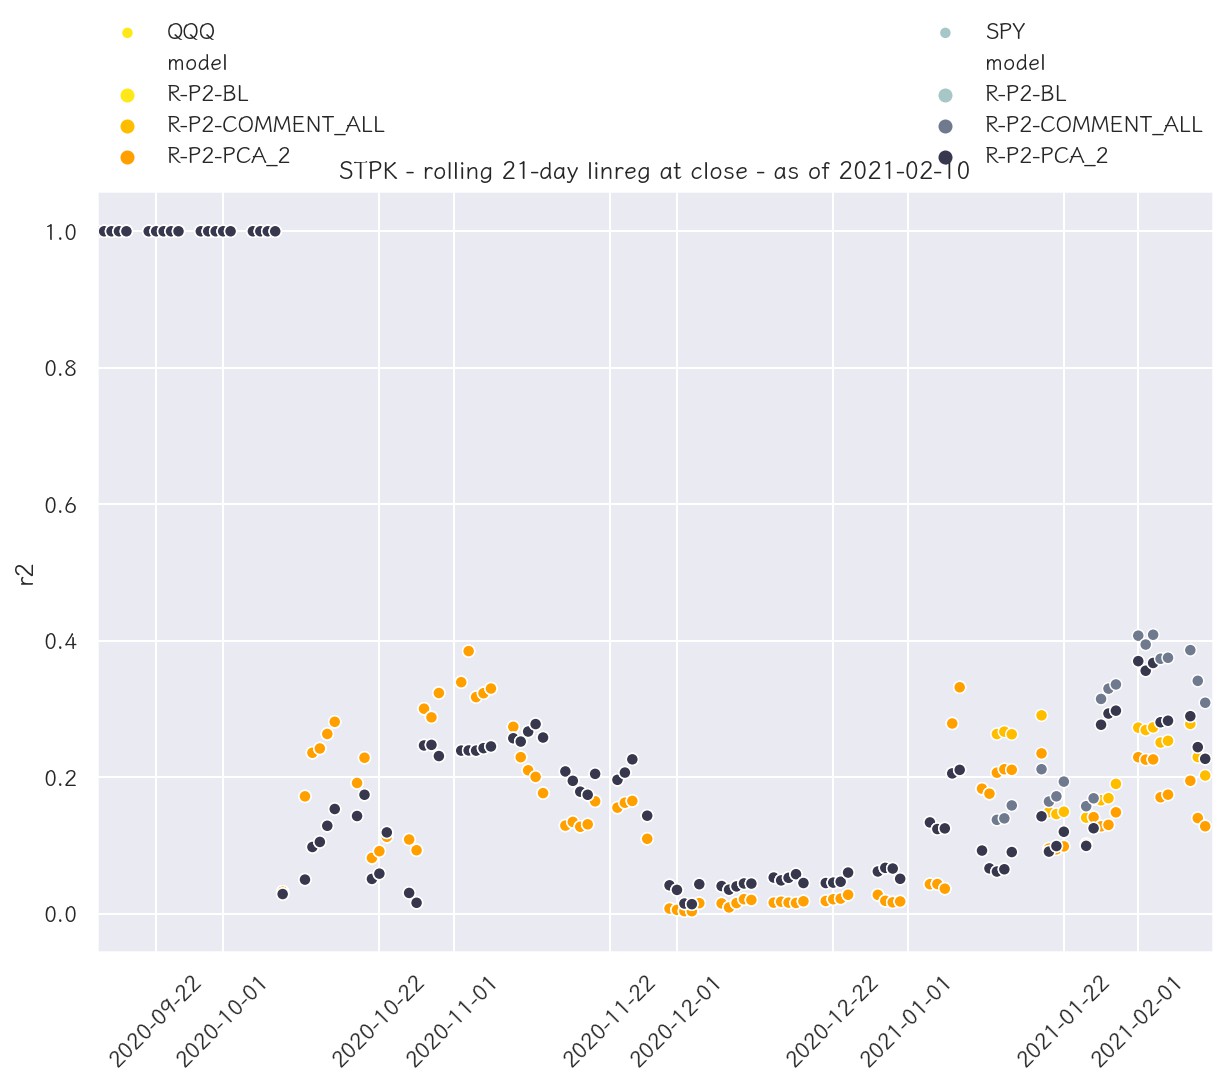 QQQ
model
R-P2-BL
R-P2-COMMENT_ALL
R-P2-PCA_2
SPY
model
R-P2-BL
R-P2-COMMENT_ALL
R-P2-PCA_2
STPK - rolling 21-day linreg at close - as of 2021-02-10
1.0
0.8
0.6
0.4
0.2
0.0
r2
2020-09-22
2020-10-01
2020-10-22
2020-11-01
2020-11-22
2020-12-01
2020-12-22
2021-01-01
2021-01-22
2021-02-01